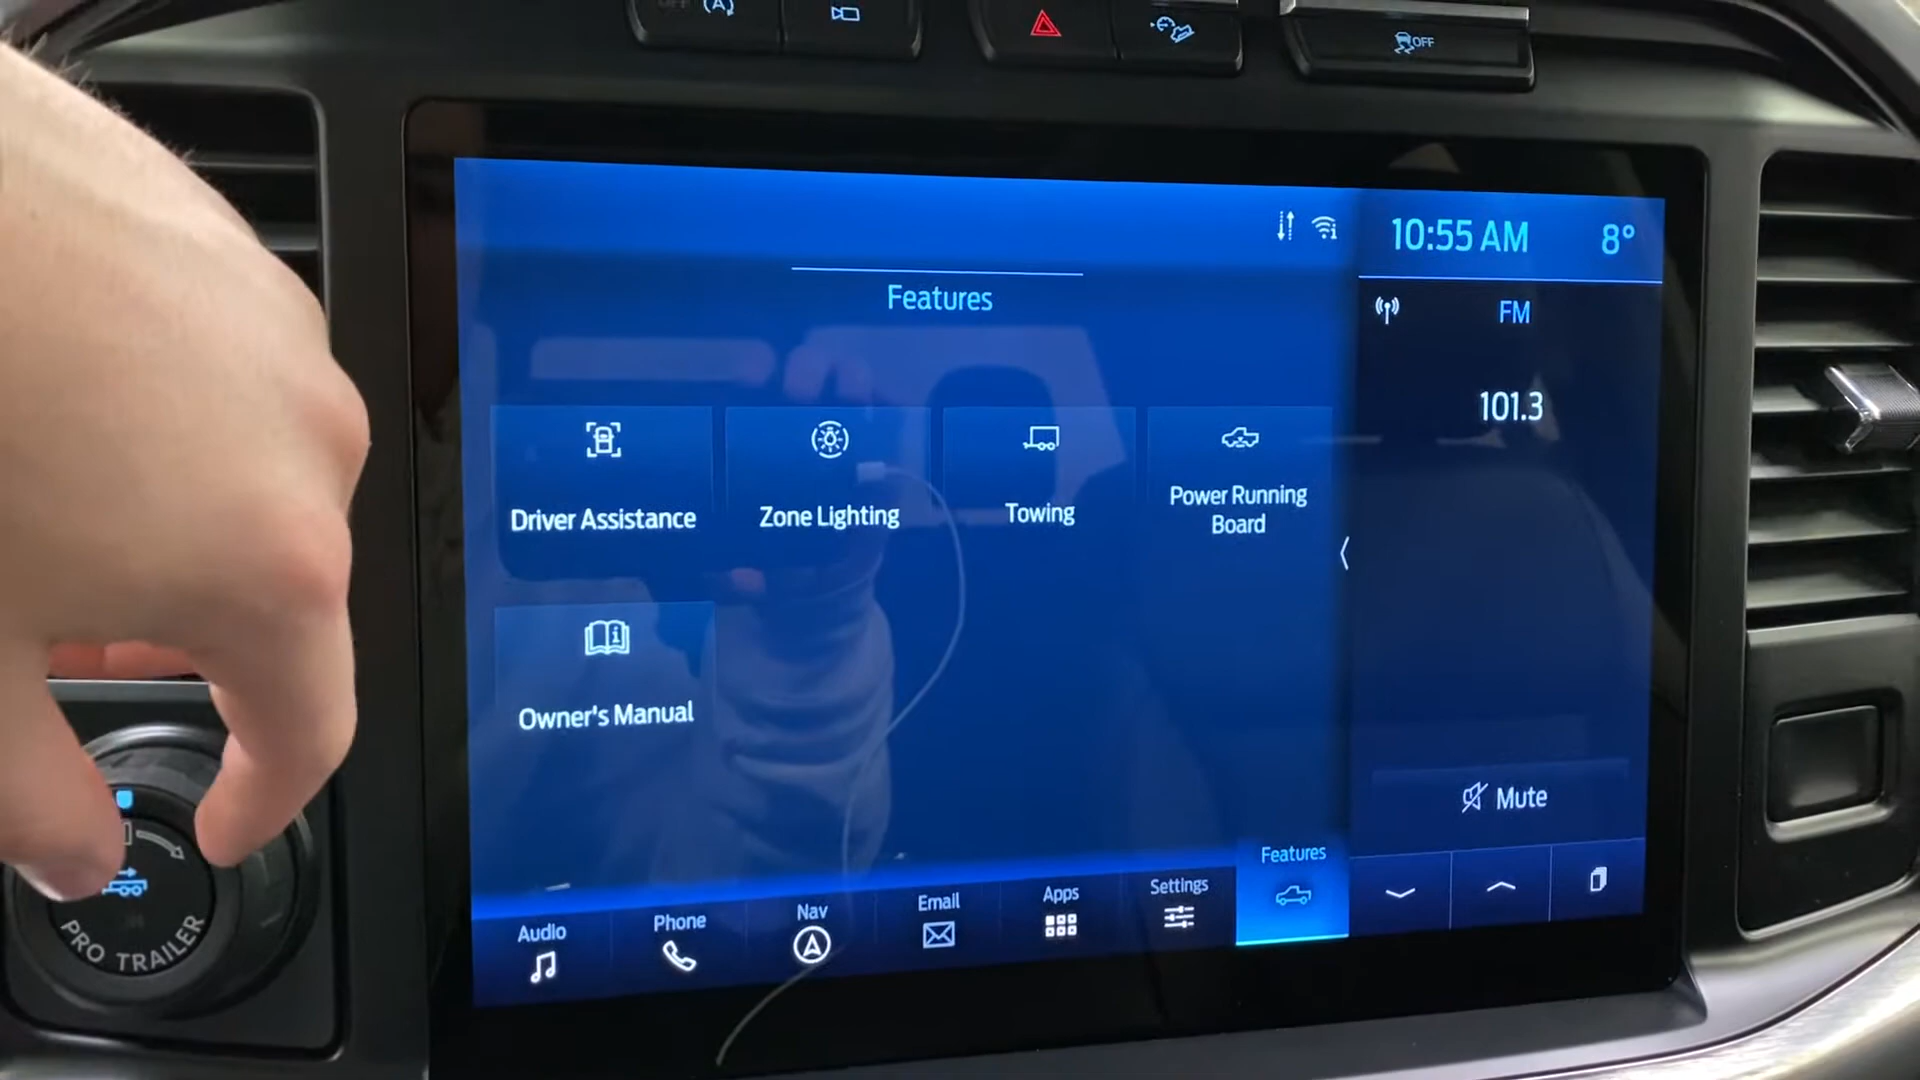 OFF
10:55 AM
8°
Features
FM
101.3
Driver Assistance
Zone Lighting
Towing
Power Running
Board
Owner's Manual
Mute
Audio
Phone
Nav
Email
Apps
Settings
Features
PRO TRAILER